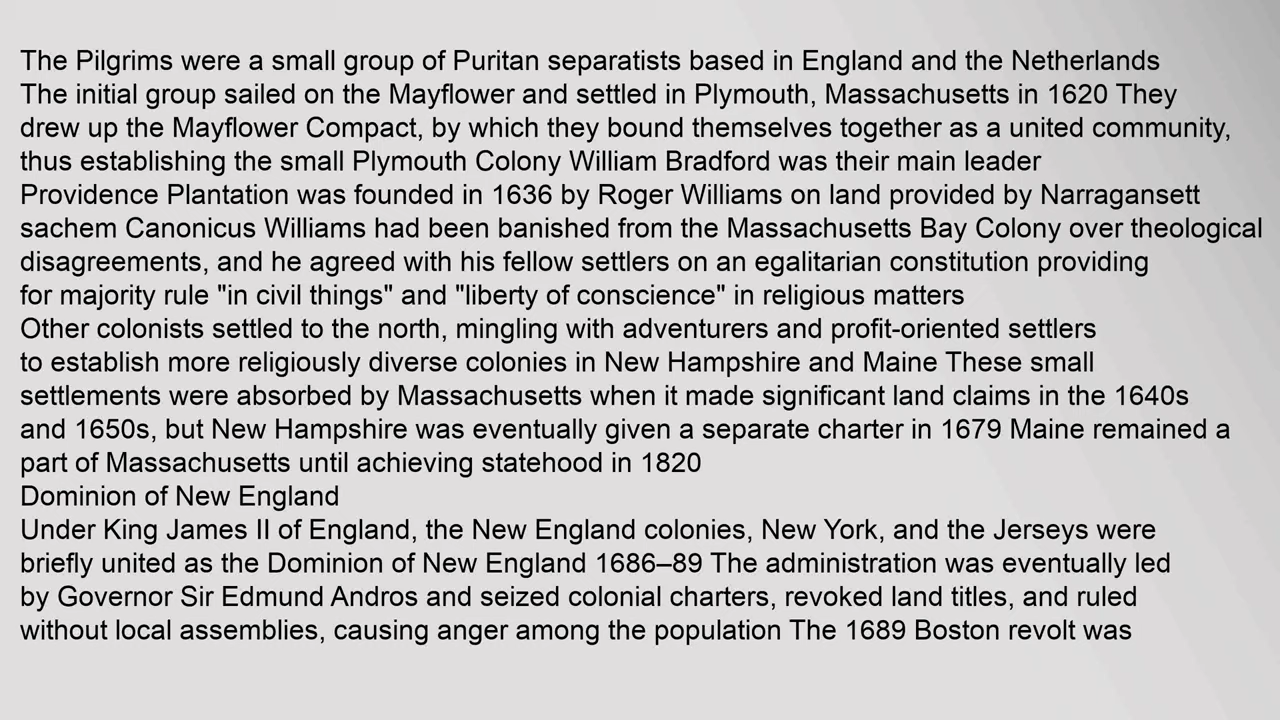 The Pilgrims were a small group of Puritan separatists based in England and the Netherlands
The initial group sailed on the Mayflower and settled in Plymouth, Massachusetts in 1620 They
drew up the Mayflower Compact, by which they bound themselves together as a united community,
thus establishing the small Plymouth Colony William Bradford was their main leader
Providence Plantation was founded in 1636 by Roger Williams on land provided by Narragansett
sachem Canonicus Williams had been banished from the Massachusetts Bay Colony over theological
disagreements, and he agreed with his fellow settlers on an egalitarian constitution providing
for majority rule "in civil things" and "liberty of conscience" in religious matters
Other colonists settled to the north, mingling with adventurers and profit-oriented settlers
to establish more religiously diverse colonies in New Hampshire and Maine These small
settlements were absorbed by Massachusetts when it made significant land claims in the 1640s
and 1650s, but New Hampshire was eventually given a separate charter in 1679 Maine remained a
part of Massachusetts until achieving statehood in 1820
Dominion of New England
Under King James II of England, the New England colonies, New York, and the Jerseys were
briefly united as the Dominion of New England 1686–89 The administration was eventually led
by Governor Sir Edmund Andros and seized colonial charters, revoked land titles, and ruled
without local assemblies, causing anger among the population The 1689 Boston revolt was